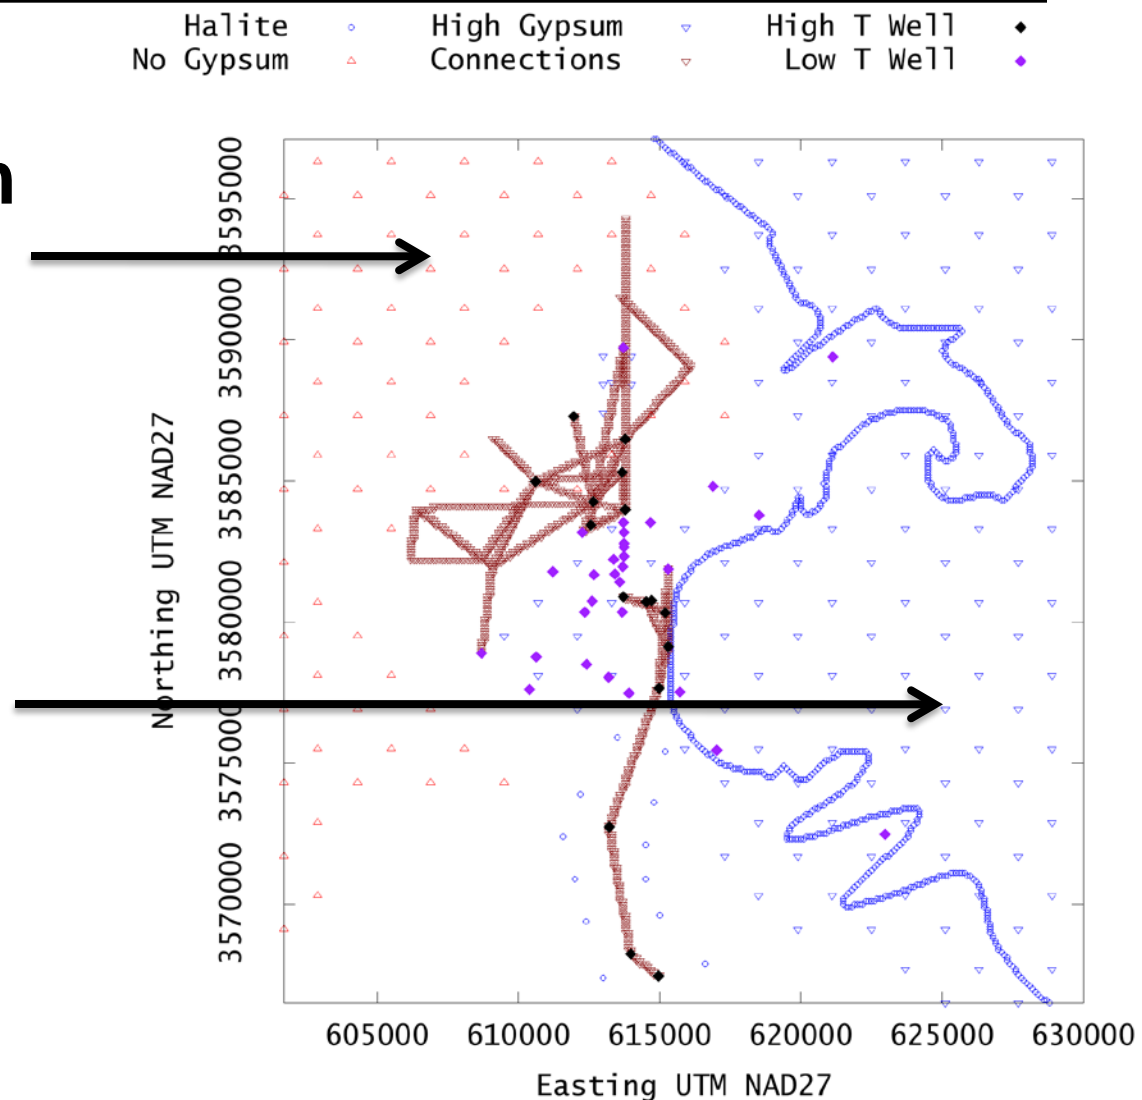 Halite High Gypsum High T Well
No Gypsum Connections Low T Well
n
3595000
3590000
3585000
3580000
3575000
3570000
Northing UTM NAD27
605000 610000 615000 620000 625000 630000
Easting UTM NAD27